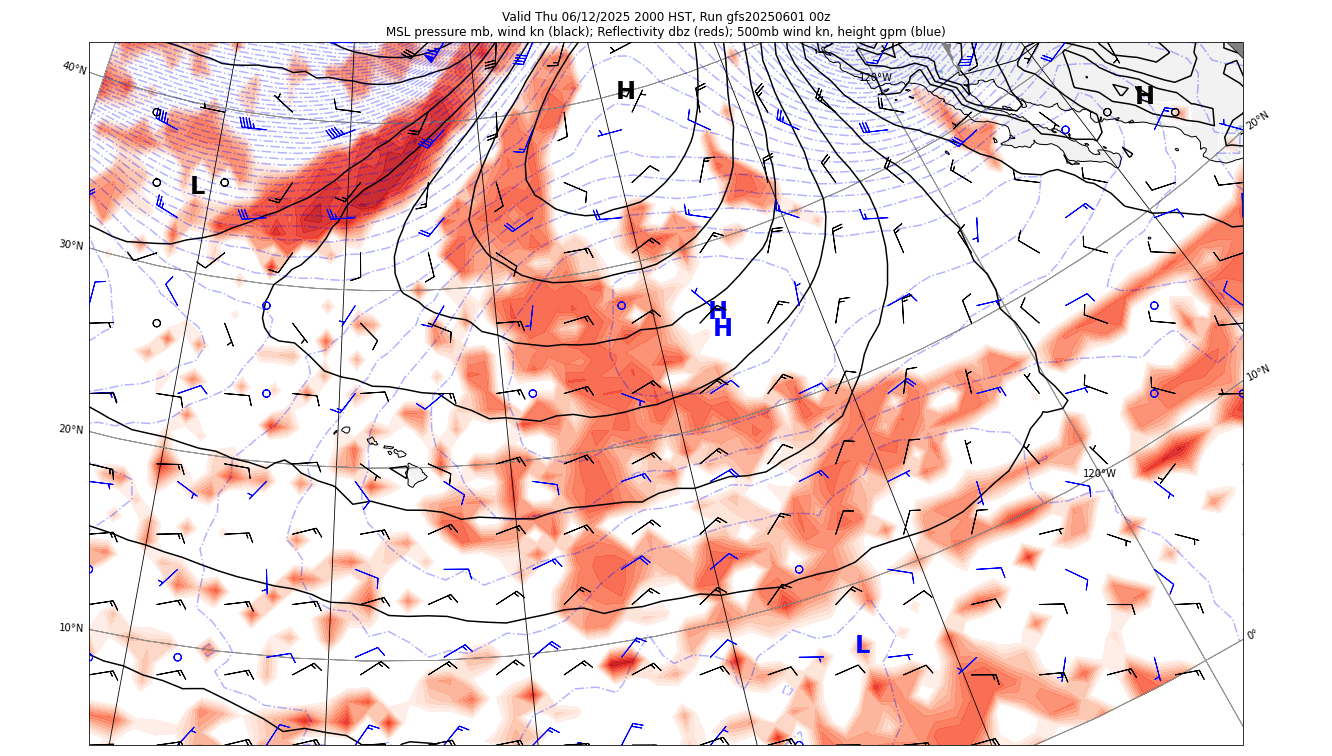 Valid Thu 06/12/2025 2000 HST, Run gfs20250601 00z
MSL pressure mb, wind kn (black); Reflectivity dbz (reds); 500mb wind kn, height gpm (blue)
40°N
120°W
H
H
20°N
L
30°N
H
H
10°N
20°N
120°W
10°N
0°
L